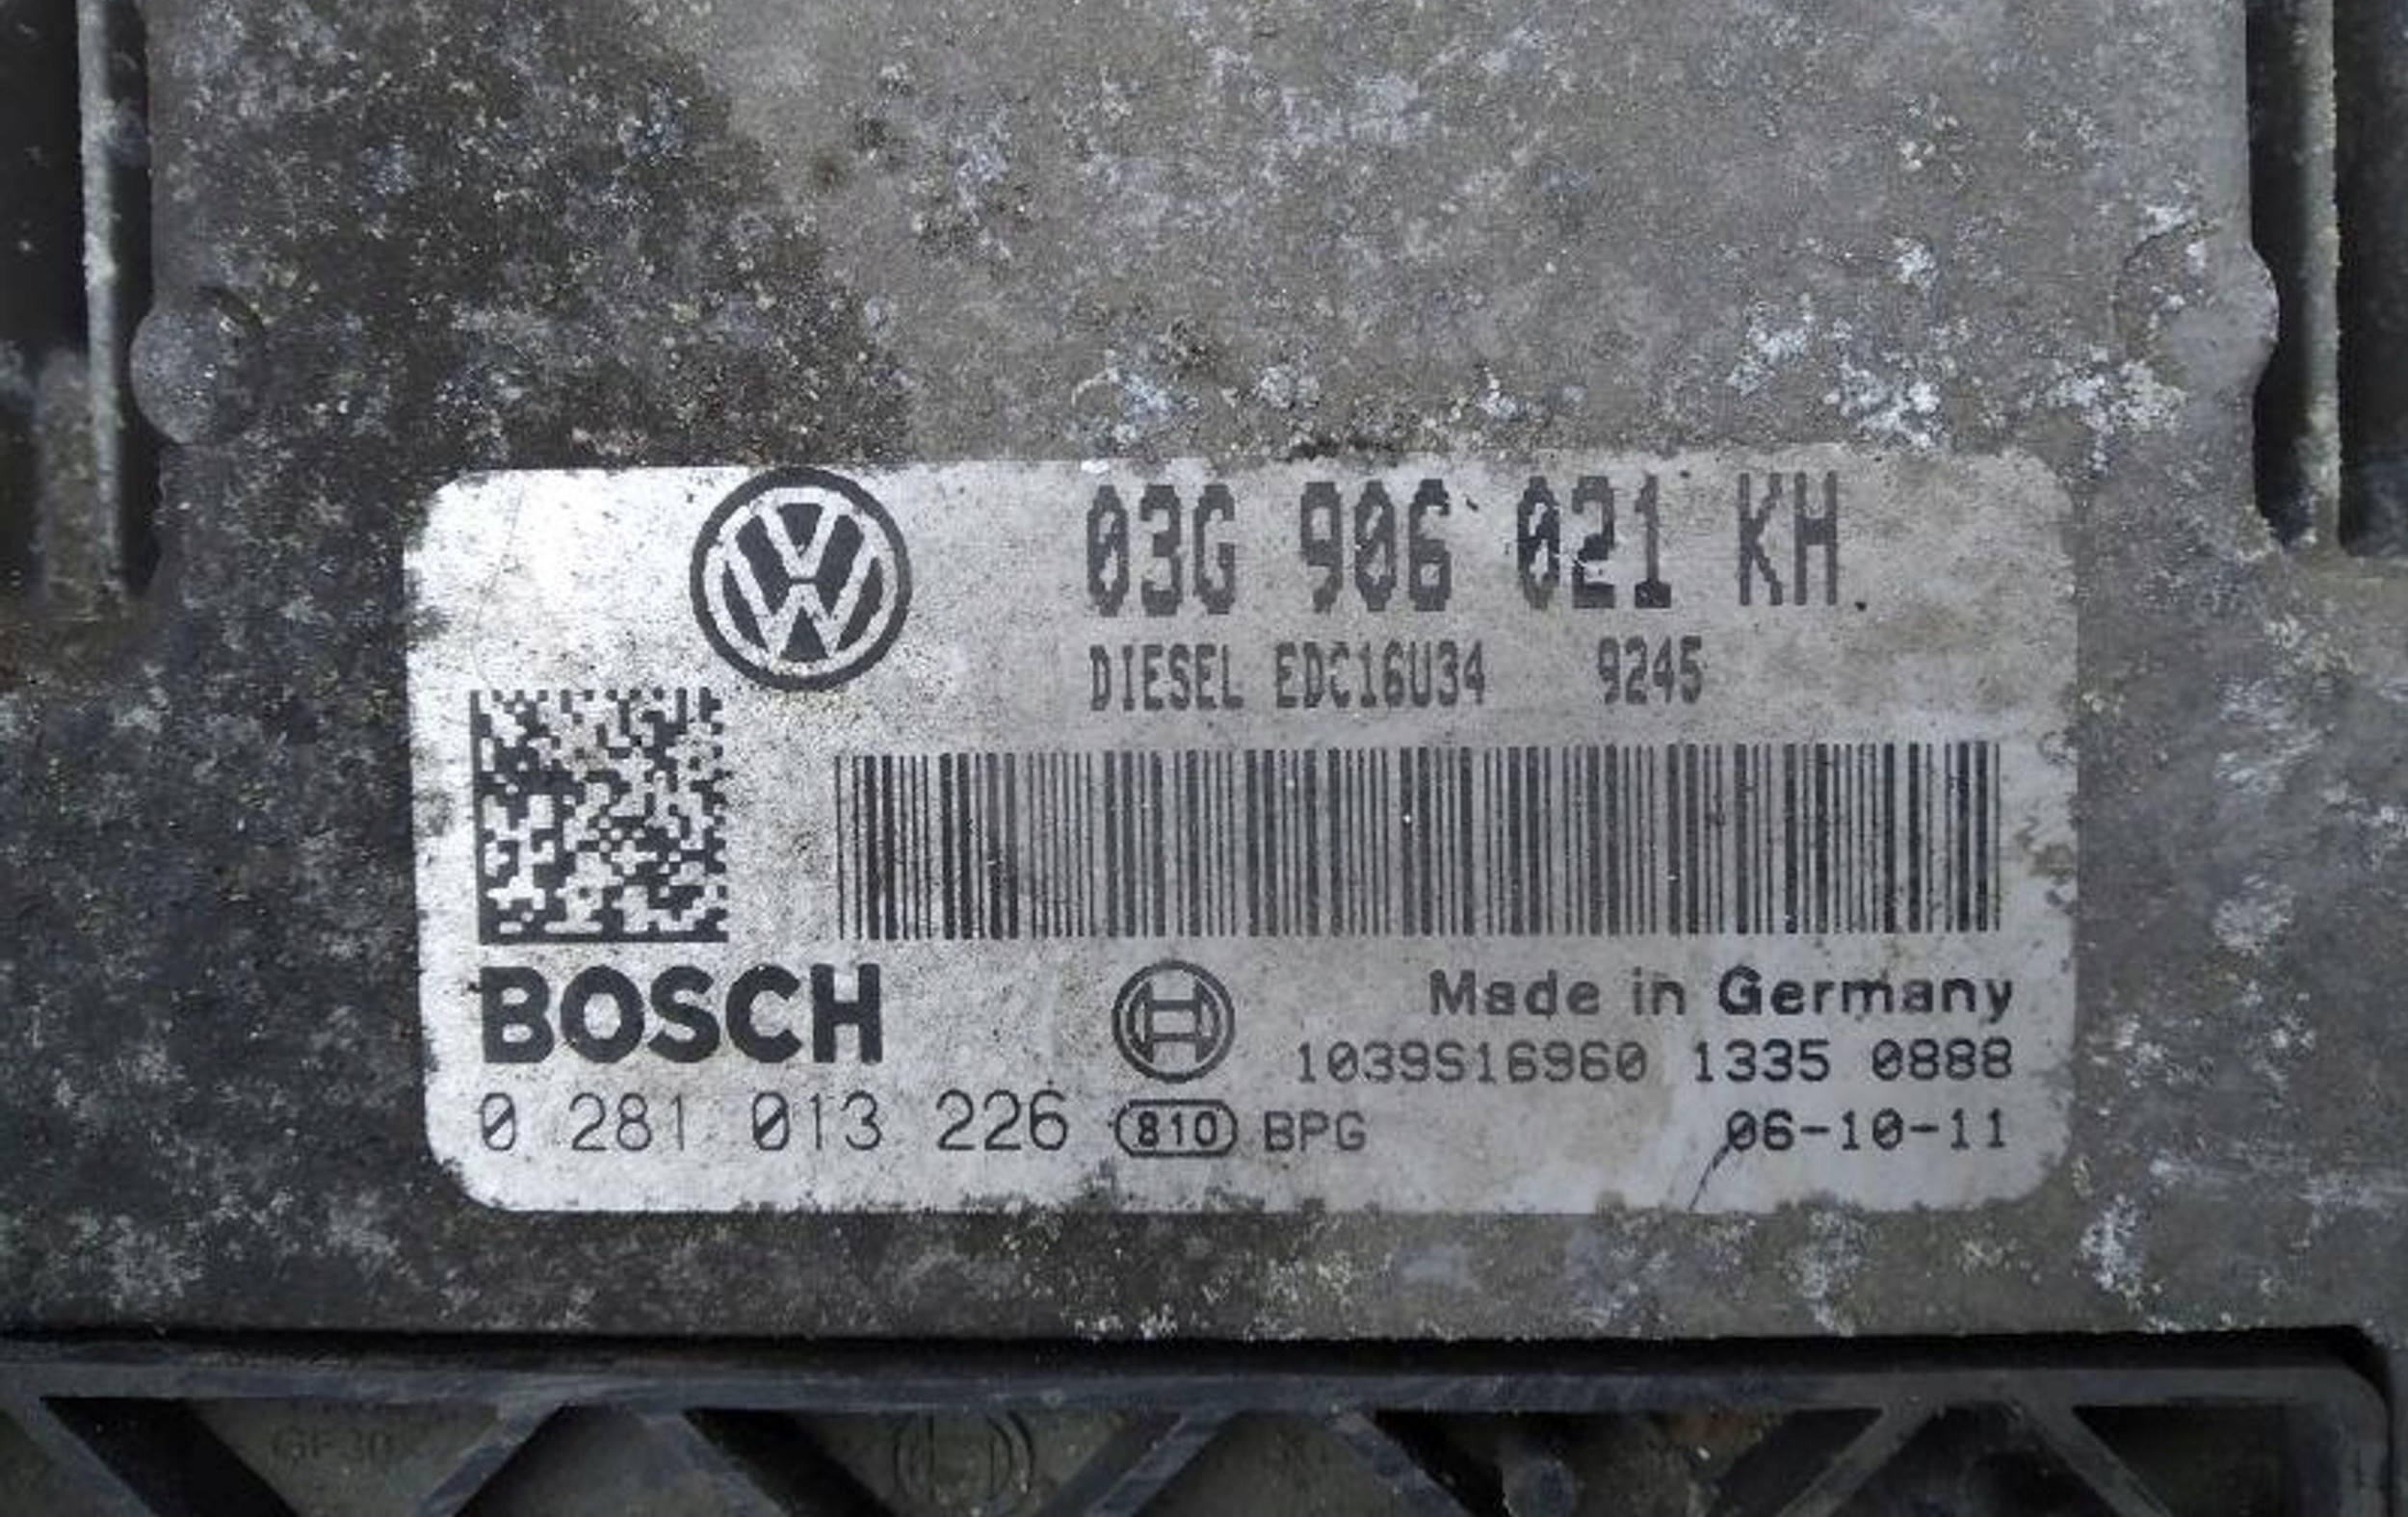 03G 906 021 KH
DIESEL EDC16U34 9245
BOSCH
Made in Germany
1039S16960 1335 0888
0 281 013 226 810 BPG 06-10-11